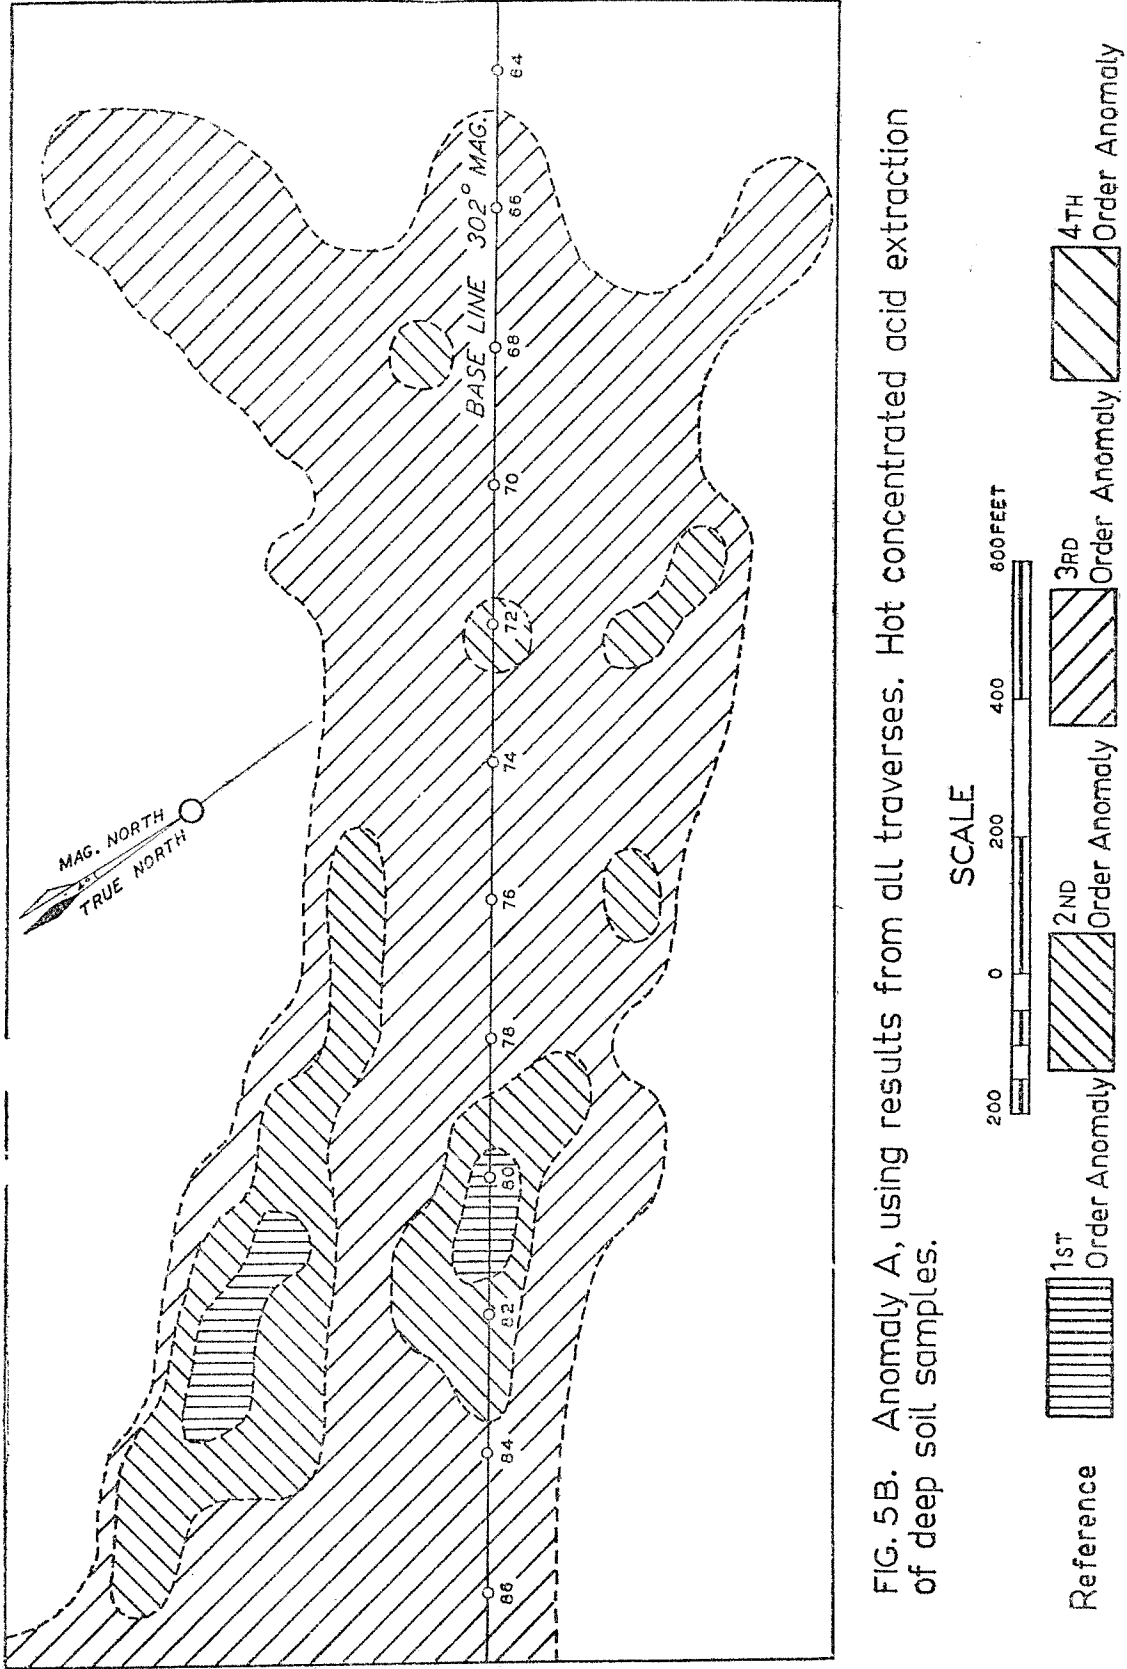 MAG. NORTH
TRUE NORTH
BASE LINE 302° MAG.
86
84
82
80
78
76
74
72
70
68
66
64
FIG. 5B. Anomaly A, using results from all traverses. Hot concentrated acid extraction
of deep soil samples.
SCALE
200 0 200 400 600 FEET
Reference
1ST
Order Anomaly
2ND
Order Anomaly
3RD
Order Anomaly
4TH
Order Anomaly